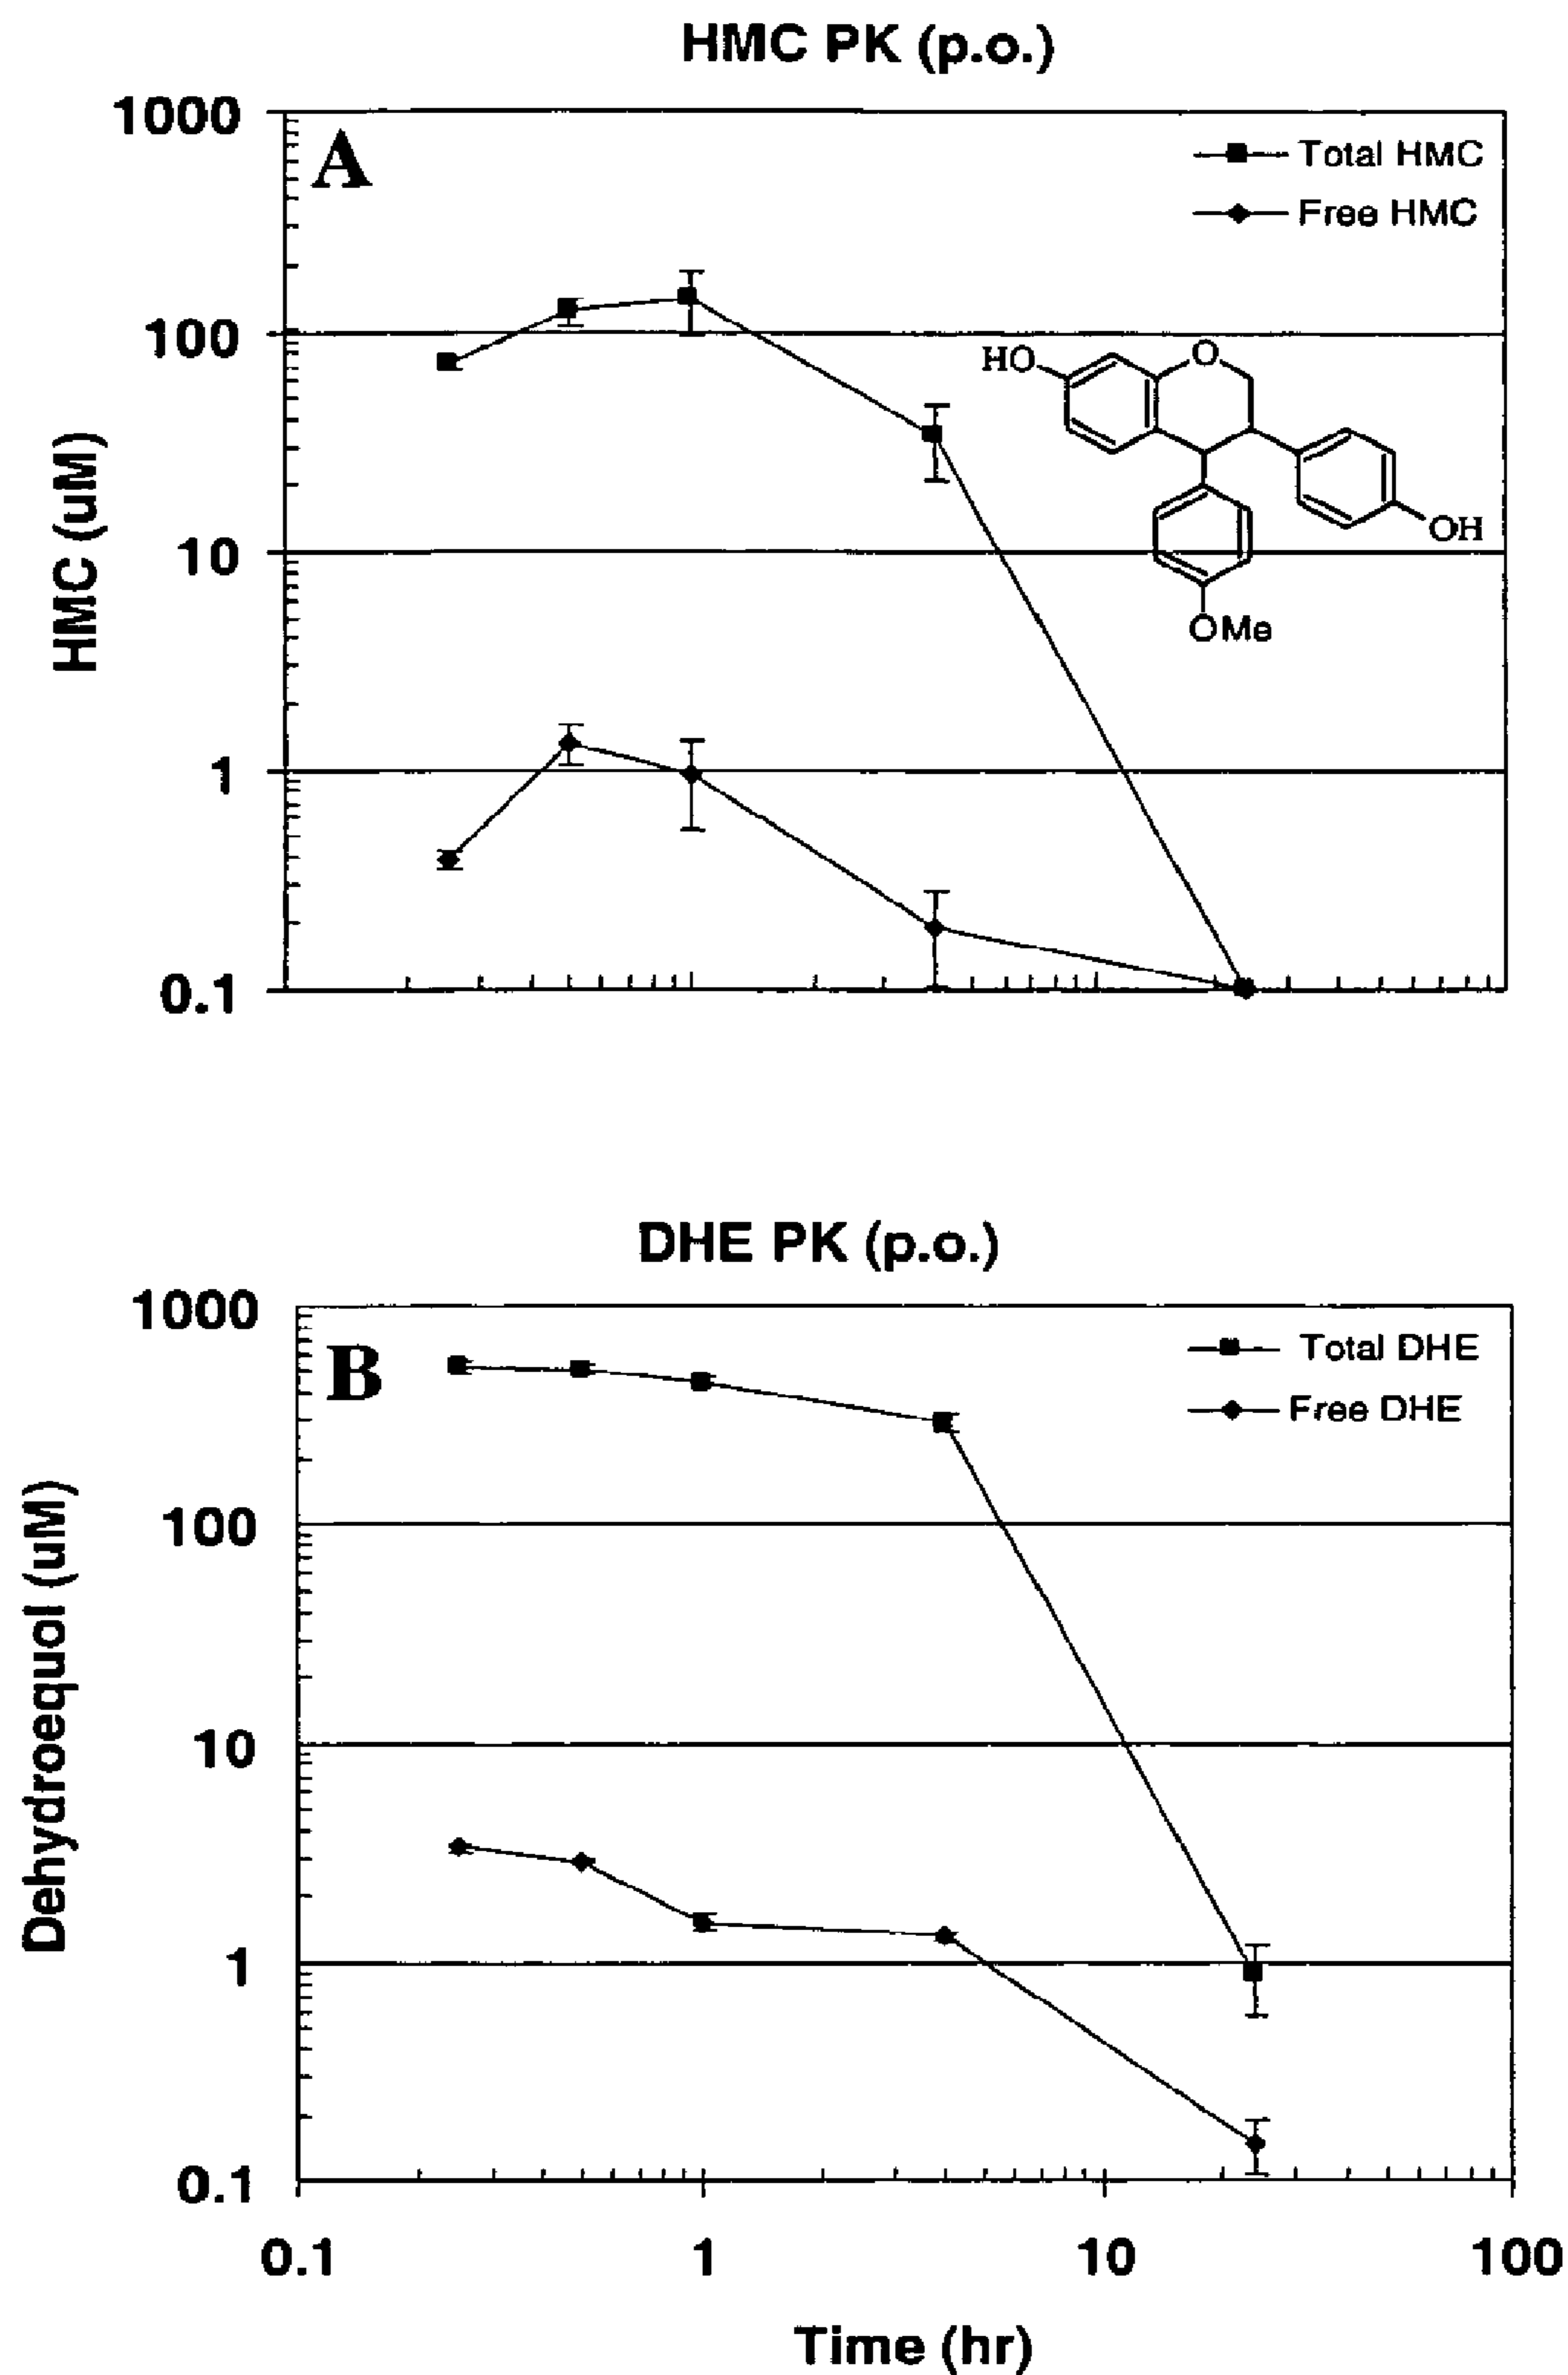 HMC PK (p.o.)
1000
A
Total HMC
Free HMC
100
HO
O
OH
OMe
10
1
0.1
HMC (uM)
DHE PK (p.o.)
1000
B
Total DHE
Free DHE
100
10
1
0.1
Dehydroequol (uM)
0.1 1 10 100
Time (hr)